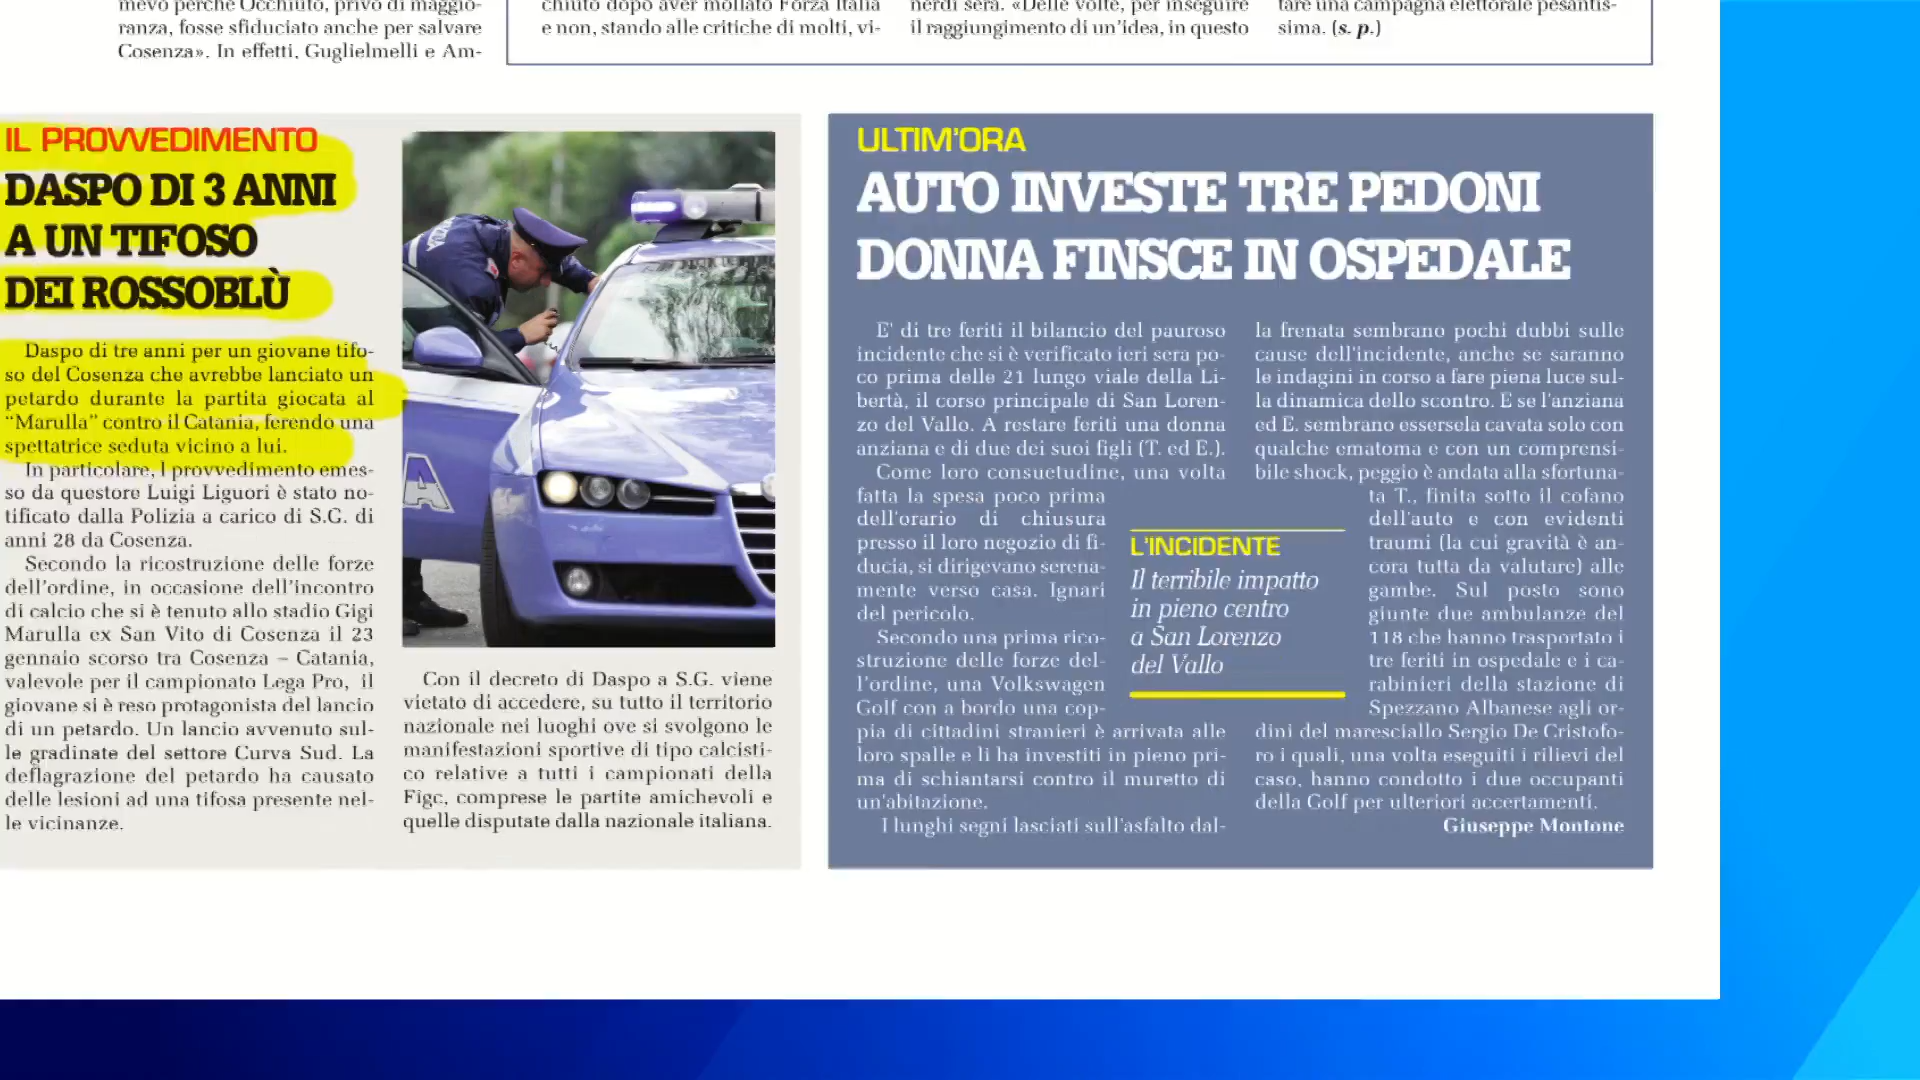 mevo perché Occhiuto, privo di maggio-
ranza, fosse sfiduciato anche per salvare
Cosenza». In effetti, Guglielmelli e Am-
chiuto dopo aver mollato Forza Italia
e non, stando alle critiche di molti, vi-
nerdì sera. «Delle volte, per inseguire
il raggiungimento di un'idea, in questo
tare una campagna elettorale pesantis-
sima. (s. p.)
IL PROVVEDIMENTO
DASPO DI 3 ANNI
A UN TIFOSO
DEI ROSSOBLÙ
Daspo di tre anni per un giovane tifo-
so del Cosenza che avrebbe lanciato un
petardo durante la partita giocata al
“Marulla” contro il Catania, ferendo una
spettatrice seduta vicino a lui.
In particolare, l provvedimento emes-
so da questore Luigi Liguori è stato no-
tificato dalla Polizia a carico di S.G. di
anni 28 da Cosenza.
Secondo la ricostruzione delle forze
dell'ordine, in occasione dell'incontro
di calcio che si è tenuto allo stadio Gigi
Marulla ex San Vito di Cosenza il 23
gennaio scorso tra Cosenza – Catania,
valevole per il campionato Lega Pro, il
giovane si è reso protagonista del lancio
di un petardo. Un lancio avvenuto sul-
le gradinate del settore Curva Sud. La
deflagrazione del petardo ha causato
delle lesioni ad una tifosa presente nel-
le vicinanze.
Con il decreto di Daspo a S.G. viene
vietato di accedere, su tutto il territorio
nazionale nei luoghi ove si svolgono le
manifestazioni sportive di tipo calcisti-
co relative a tutti i campionati della
Figc, comprese le partite amichevoli e
quelle disputate dalla nazionale italiana.
ULTIM'ORA
AUTO INVESTE TRE PEDONI
DONNA FINSCE IN OSPEDALE
E' di tre feriti il bilancio del pauroso
incidente che si è verificato ieri sera po-
co prima delle 21 lungo viale della Li-
bertà, il corso principale di San Loren-
zo del Vallo. A restare feriti una donna
anziana e di due dei suoi figli (T. ed E.).
Come loro consuetudine, una volta
fatta la spesa poco prima
dell'orario di chiusura
presso il loro negozio di fi-
ducia, si dirigevano serena-
mente verso casa. Ignari
del pericolo.
Secondo una prima rico-
struzione delle forze del-
l'ordine, una Volkswagen
Golf con a bordo una cop-
pia di cittadini stranieri è arrivata alle
loro spalle e li ha investiti in pieno pri-
ma di schiantarsi contro il muretto di
un'abitazione.
I lunghi segni lasciati sull'asfalto dal-
L'INCIDENTE
Il terribile impatto
in pieno centro
a San Lorenzo
del Vallo
la frenata sembrano pochi dubbi sulle
cause dell'incidente, anche se saranno
le indagini in corso a fare piena luce sul-
la dinamica dello scontro. E se l'anziana
ed E. sembrano essersela cavata solo con
qualche ematoma e con un comprensi-
bile shock, peggio è andata alla sfortuna-
ta T., finita sotto il cofano
dell'auto e con evidenti
traumi (la cui gravità è an-
cora tutta da valutare) alle
gambe. Sul posto sono
giunte due ambulanze del
118 che hanno trasportato i
tre feriti in ospedale e i ca-
rabinieri della stazione di
Spezzano Albanese agli or-
dini del maresciallo Sergio De Cristofo-
ro i quali, una volta eseguiti i rilievi del
caso, hanno condotto i due occupanti
della Golf per ulteriori accertamenti.
Giuseppe Montone